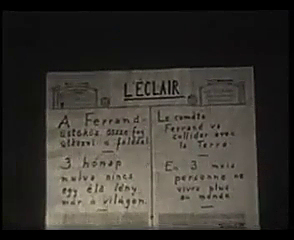 L'ÉCLAIR
A Ferrand-
üstökös össze fog
ütközni a földdel
3 hónap
mulva nincs
egy élő lény
már a világon.
La comète
Ferrand va
collider avec
la Terre
En 3 mois
personne ne
vivra plus
au monde